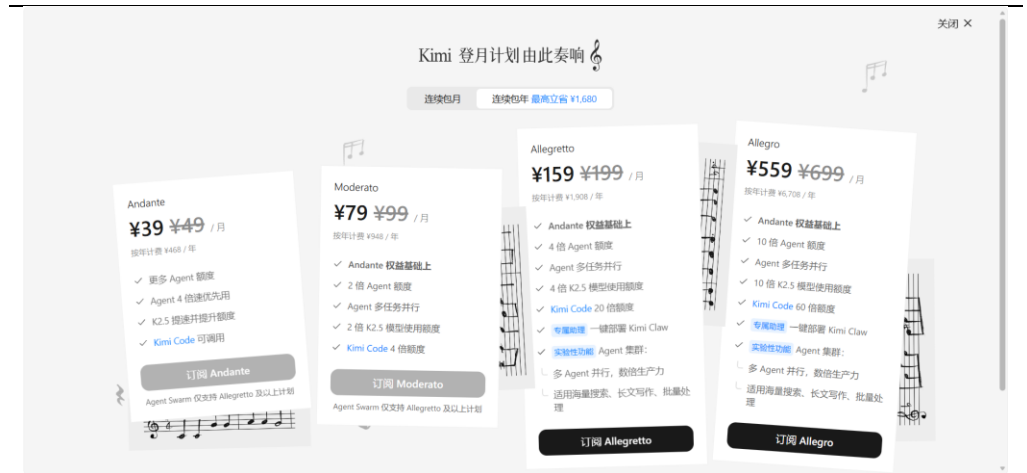 关闭 ✕
Kimi 登月计划由此奏响
连续包月
连续包年 最高立省 ¥1,680
Andante
¥39 ¥49 / 月
按年计费 ¥468 / 年
更多 Agent 额度
Agent 4 倍速优先用
K2.5 提速并提升额度
Kimi Code 可调用
订阅 Andante
Agent Swarm 仅支持 Allegretto 及以上计划
Moderato
¥79 ¥99 / 月
按年计费 ¥948 / 年
Andante 权益基础上
2 倍 Agent 额度
Agent 多任务并行
2 倍 K2.5 模型使用额度
Kimi Code 4 倍额度
订阅 Moderato
Agent Swarm 仅支持 Allegretto 及以上计划
Allegretto
¥159 ¥199 / 月
按年计费 ¥1,908 / 年
Andante 权益基础上
4 倍 Agent 额度
Agent 多任务并行
4 倍 K2.5 模型使用额度
Kimi Code 20 倍额度
专属助理 一键部署 Kimi Claw
实验性功能 Agent 集群：
多 Agent 并行，数倍生产力
适用海量搜索、长文写作、批量处
理
订阅 Allegretto
Allegro
¥559 ¥699 / 月
按年计费 ¥6,708 / 年
Andante 权益基础上
10 倍 Agent 额度
Agent 多任务并行
10 倍 K2.5 模型使用额度
Kimi Code 60 倍额度
专属助理 一键部署 Kimi Claw
实验性功能 Agent 集群：
多 Agent 并行，数倍生产力
适用海量搜索、长文写作、批量处
理
订阅 Allegro